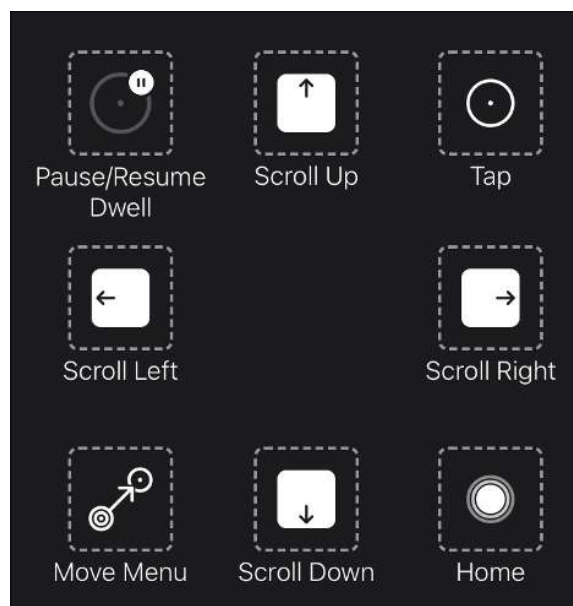 Pause/Resume
Dwell
Scroll Up
Tap
Scroll Left
Scroll Right
Move Menu
Scroll Down
Home